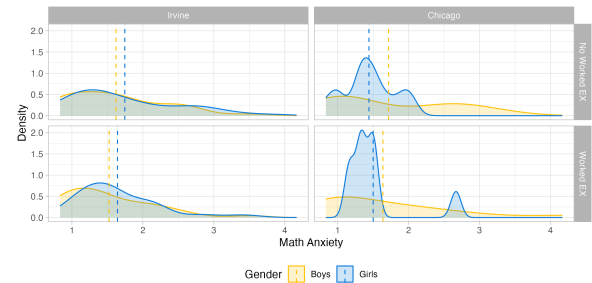 Irvine
Chicago
2.0
1.5
1.0
0.5
0.0
No Worked EX
2.0
1.5
1.0
0.5
0.0
Worked EX
Density
1
2
3
4
1
2
3
4
Math Anxiety
Gender
Boys
Girls